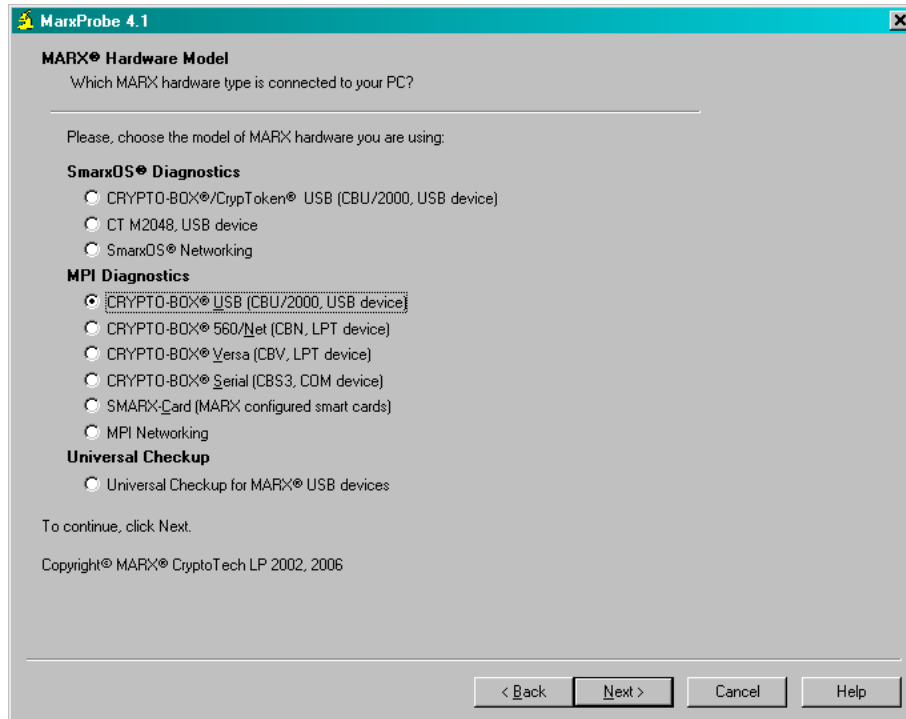 MarxProbe 4.1
MARX® Hardware Model
Which MARX hardware type is connected to your PC?
Please, choose the model of MARX hardware you are using:
SmarxOS® Diagnostics
CRYPTO-BOX®/CrypToken® USB (CBU/2000, USB device)
CT M2048, USB device
SmarxOS® Networking
MPI Diagnostics
CRYPTO-BOX® USB (CBU/2000, USB device)
CRYPTO-BOX® 560/Net (CBN, LPT device)
CRYPTO-BOX® Versa (CBV, LPT device)
CRYPTO-BOX® Serial (CBS3, COM device)
SMARX-Card (MARX configured smart cards)
MPI Networking
Universal Checkup
Universal Checkup for MARX® USB devices
To continue, click Next.
Copyright© MARX® CryptoTech LP 2002, 2006
< Back Next > Cancel Help